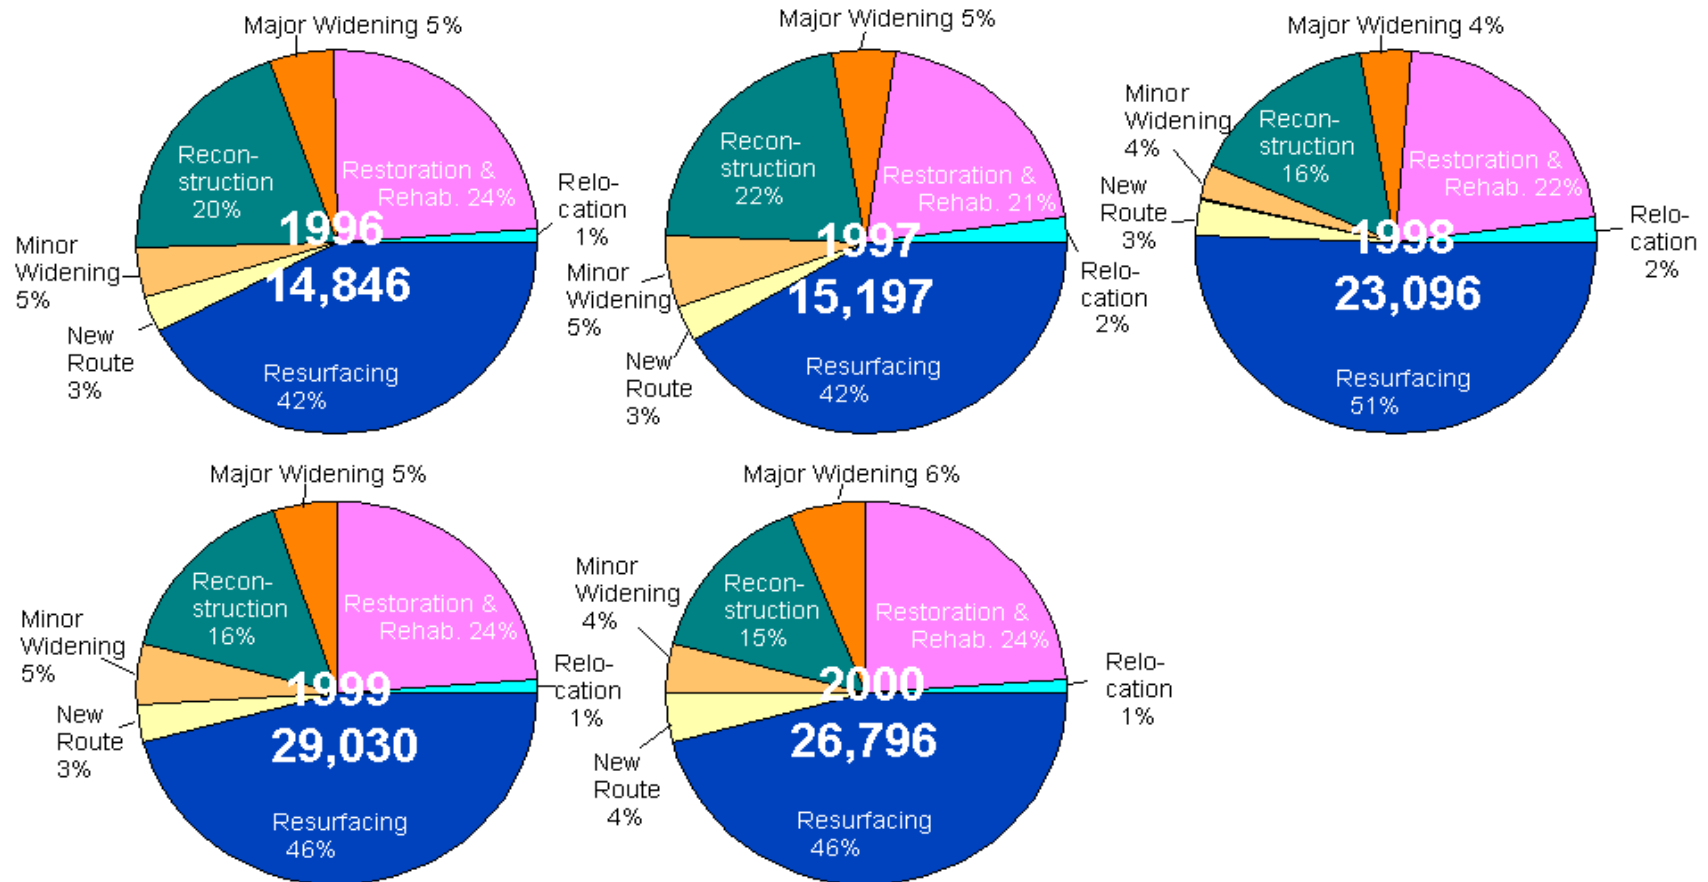 Major Widening 5%
Recon-
struction
20%
Restoration &
Rehab. 24%
Relo-
cation
1%
1996
14,846
Minor
Widening
5%
New
Route
3%
Resurfacing
42%
Major Widening 5%
Recon-
struction
22%
Restoration &
Rehab. 21%
1997
15,197
Minor
Widening
5%
Relo-
cation
2%
New
Route
3%
Resurfacing
42%
Major Widening 4%
Minor
Widening
4%
Recon-
struction
16%
Restoration &
Rehab. 22%
New
Route
3%
Relo-
cation
2%
1998
23,096
Resurfacing
51%
Major Widening 5%
Recon-
struction
16%
Restoration &
Rehab. 24%
Minor
Widening
5%
Relo-
cation
1%
1999
29,030
New
Route
3%
Resurfacing
46%
Major Widening 6%
Minor
Widening
4%
Recon-
struction
15%
Restoration &
Rehab. 24%
Relo-
cation
1%
2000
26,796
New
Route
4%
Resurfacing
46%